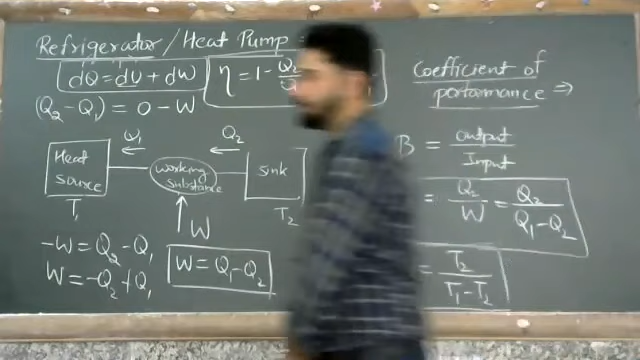 Refrigerator / Heat Pump :
dQ = dU + dW
η = 1 - Q₂
(Q₂ - Q₁) = 0 - W
Q₁
Q₂
Heat source
Working Substance
sink
T₁
T₂
W
-W = Q₂ - Q₁
W = -Q₂ + Q₁
W = Q₁ - Q₂
Coefficient of
performance ⇒
B = output / Input
= Q₂ / W = Q₂ / Q₁ - Q₂
= T₂ / T₁ - T₂